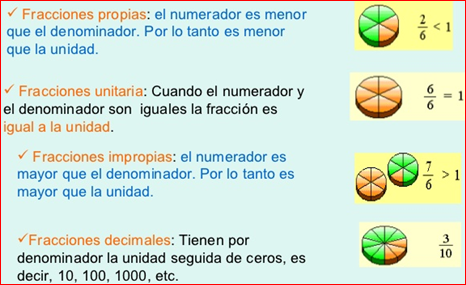 ✓ Fracciones propias: el numerador es menor
que el denominador. Por lo tanto es menor
que la unidad.
2/6 < 1
✓ Fracciones unitaria: Cuando el numerador y
el denominador son iguales la fracción es
igual a la unidad.
6/6 = 1
✓ Fracciones impropias: el numerador es
mayor que el denominador. Por lo tanto es
mayor que la unidad.
7/6 > 1
✓Fracciones decimales: Tienen por
denominador la unidad seguida de ceros, es
decir, 10, 100, 1000, etc.
3/10